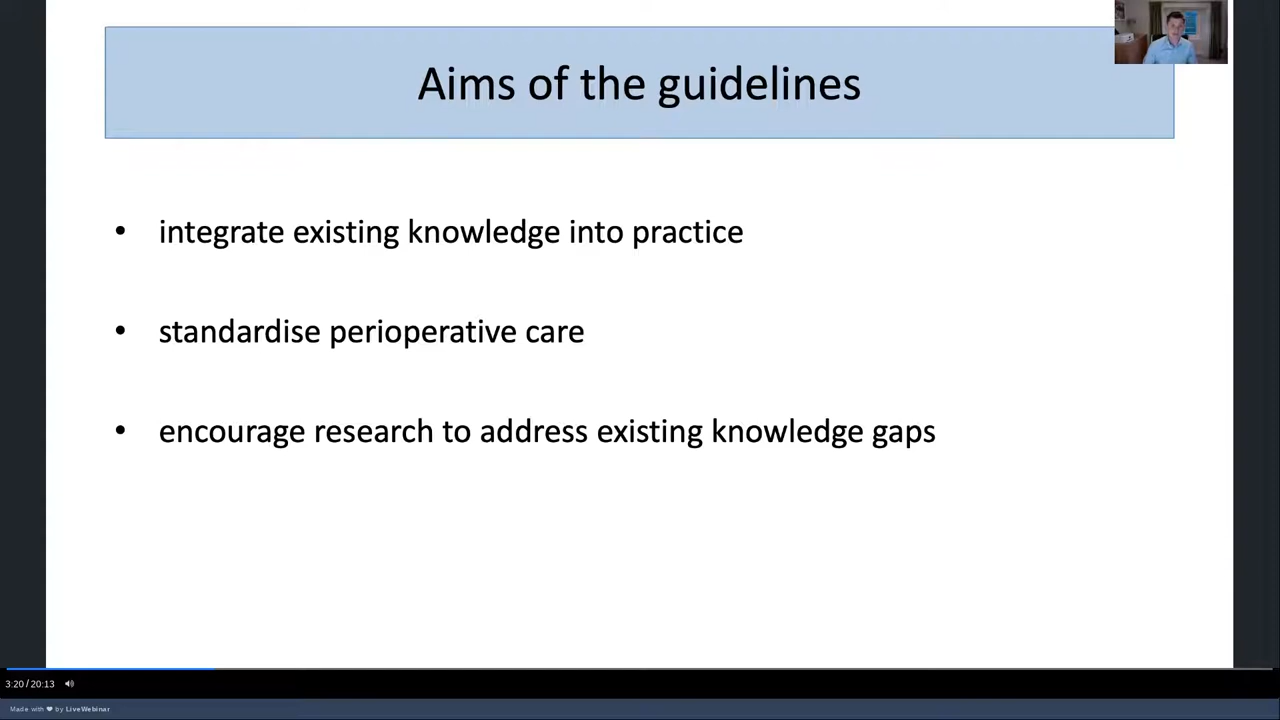 Aims of the guidelines
• integrate existing knowledge into practice
• standardise perioperative care
• encourage research to address existing knowledge gaps
3:20 / 20:13
Made with ❤ by LiveWebinar